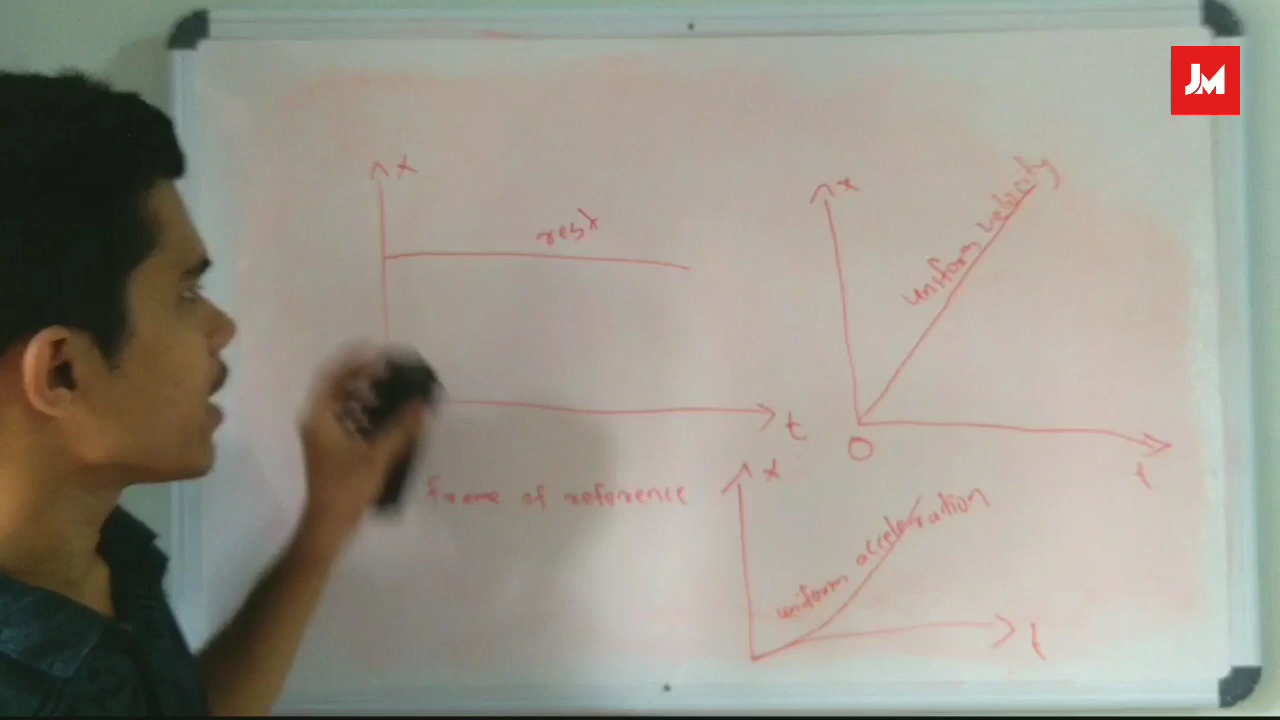 JM
x
rest
t
x
uniform velocity
O
t
frame of reference
x
uniform acceleration
t